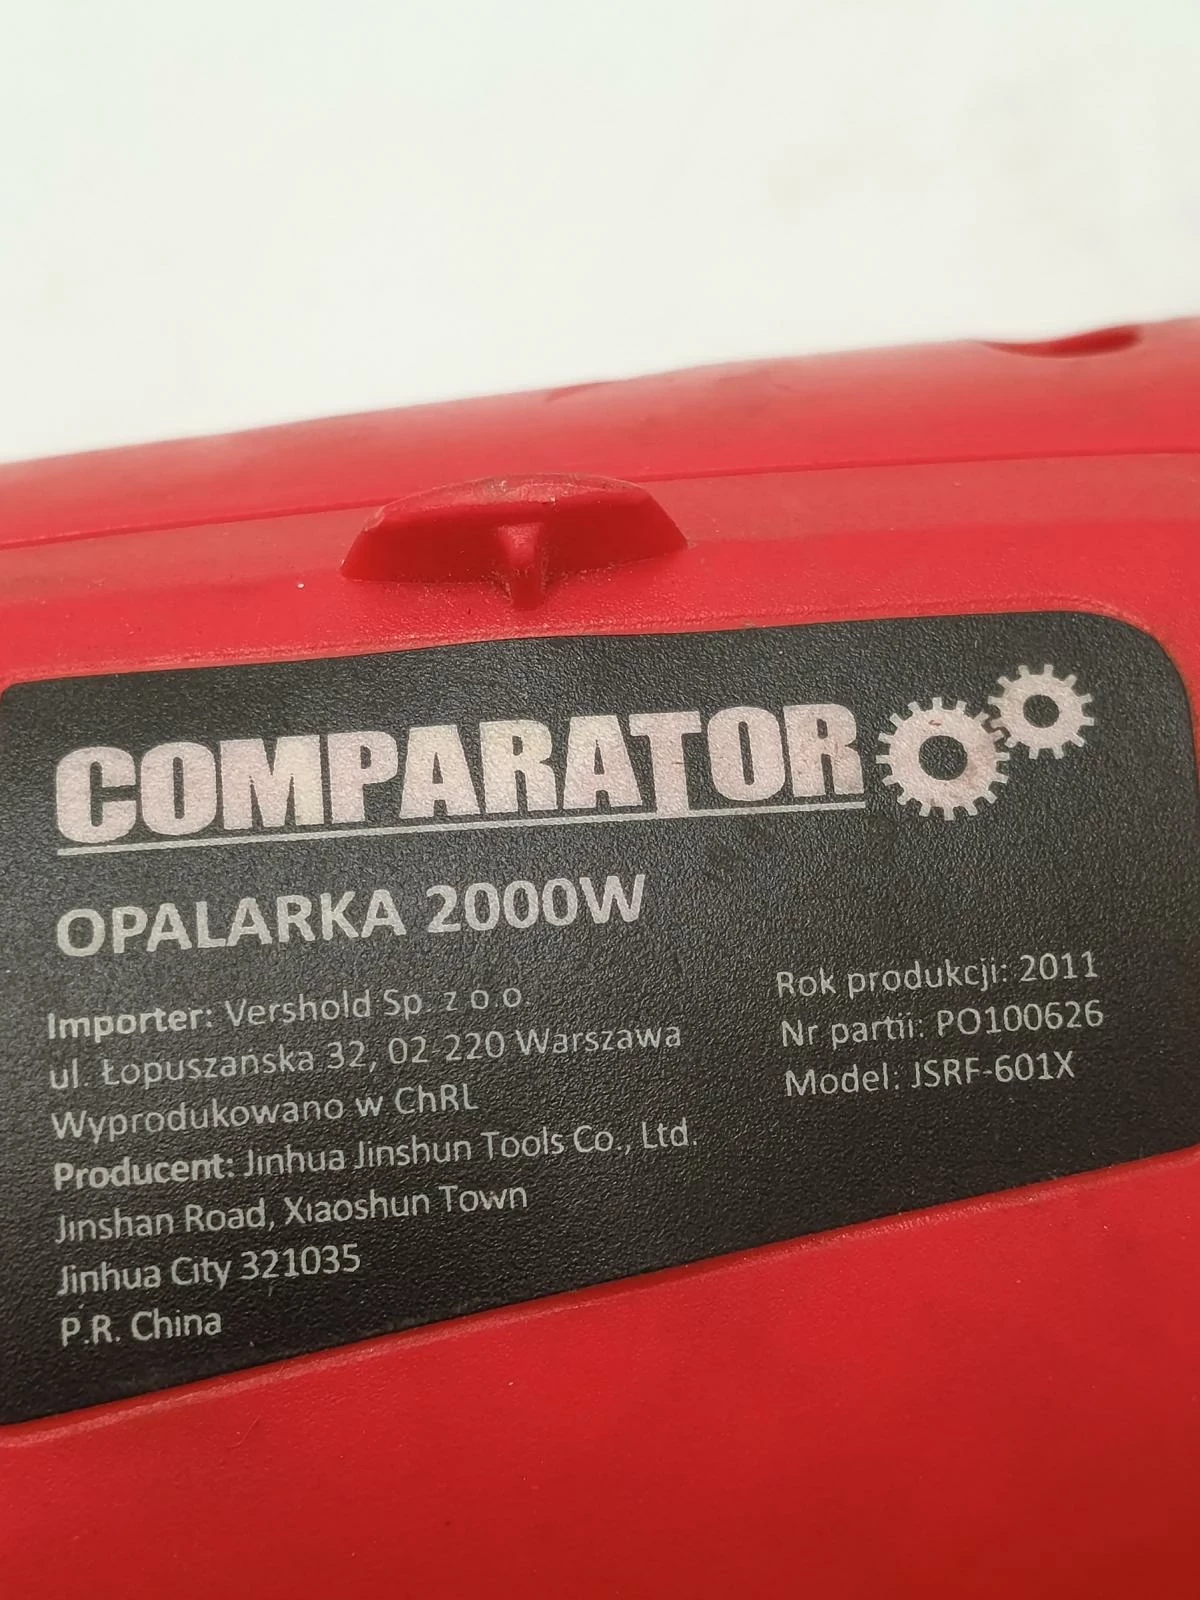 COMPARATOR
OPALARKA 2000W
Importer: Vershold Sp. z o o
ul. Łopuszańska 32, 02-220 Warszawa
Wyprodukowano w ChRL
Producent: Jinhua Jinshun Tools Co., Ltd.
Jinshan Road, Xiaoshun Town
Jinhua City 321035
P.R. China
Rok produkcji: 2011
Nr partii: PO100626
Model: JSRF-601X